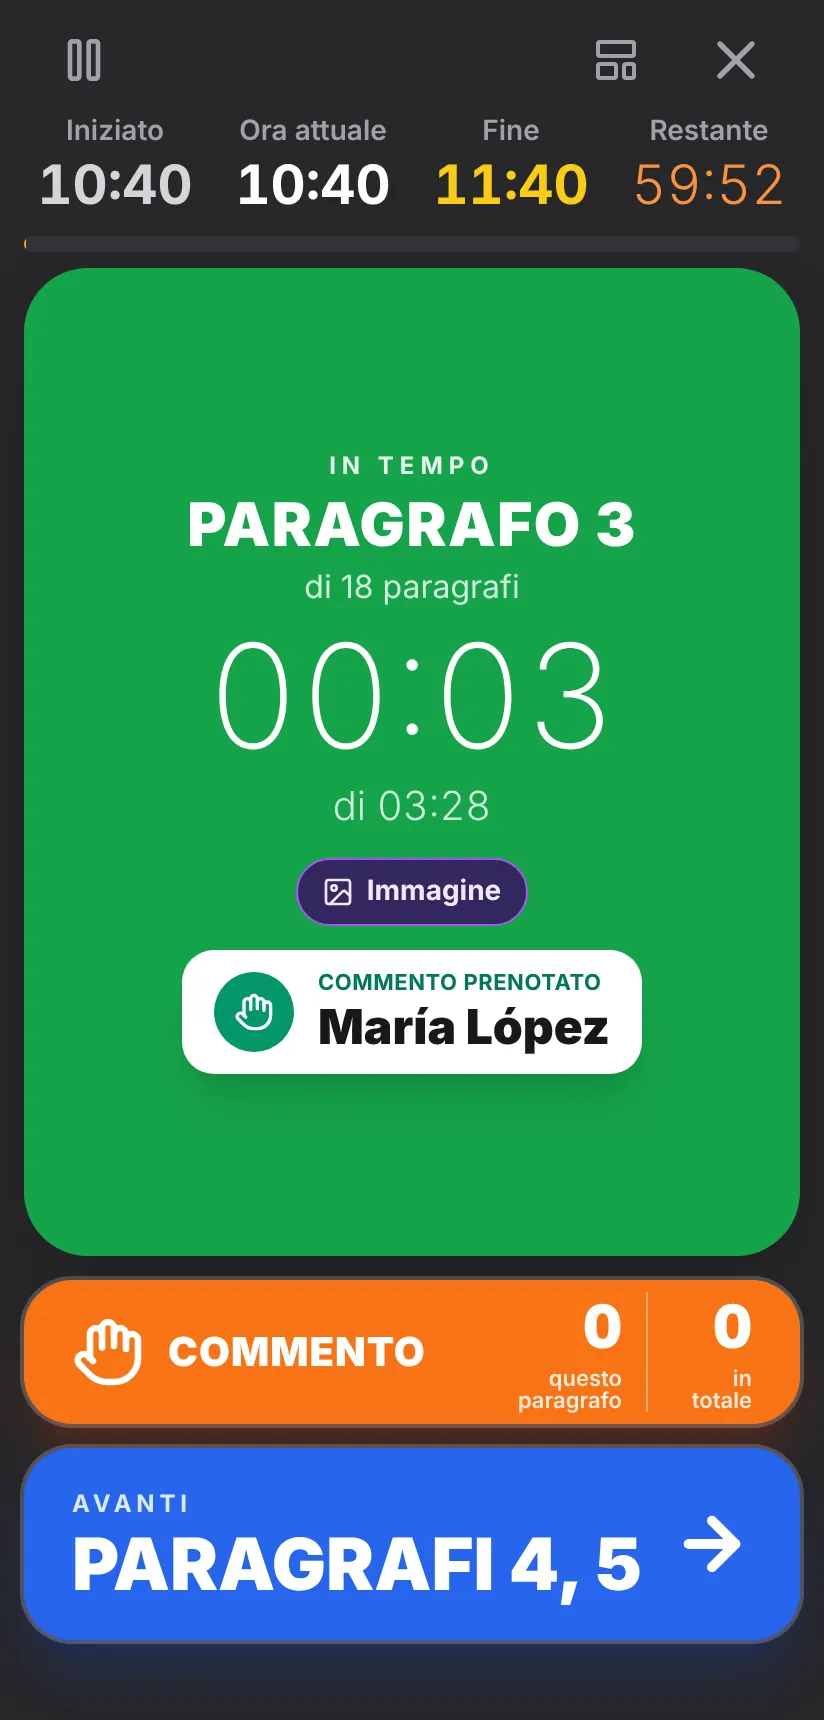 Iniziato Ora attuale Fine Restante
10:40 10:40 11:40 59:52
IN TEMPO
PARAGRAFO 3
di 18 paragrafi
00:03
di 03:28
Immagine
COMMENTO PRENOTATO
María López
COMMENTO
0
questo
paragrafo
0
in
totale
AVANTI
PARAGRAFI 4, 5